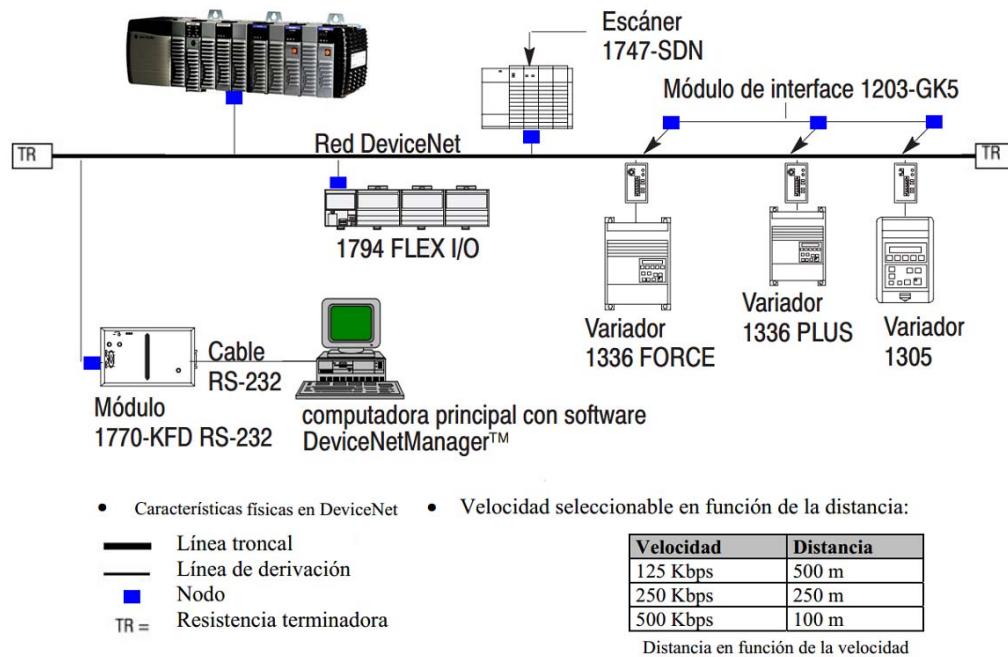 Escáner
1747-SDN
Módulo de interface 1203-GK5
Red DeviceNet
TR
TR
1794 FLEX I/O
Variador
1336 FORCE
Variador
1336 PLUS
Variador
1305
Cable
RS-232
Módulo
1770-KFD RS-232
computadora principal con software
DeviceNetManager™
• Características físicas en DeviceNet
Línea troncal
Línea de derivación
Nodo
TR = Resistencia terminadora
• Velocidad seleccionable en función de la distancia:
Velocidad Distancia
125 Kbps 500 m
250 Kbps 250 m
500 Kbps 100 m
Distancia en función de la velocidad